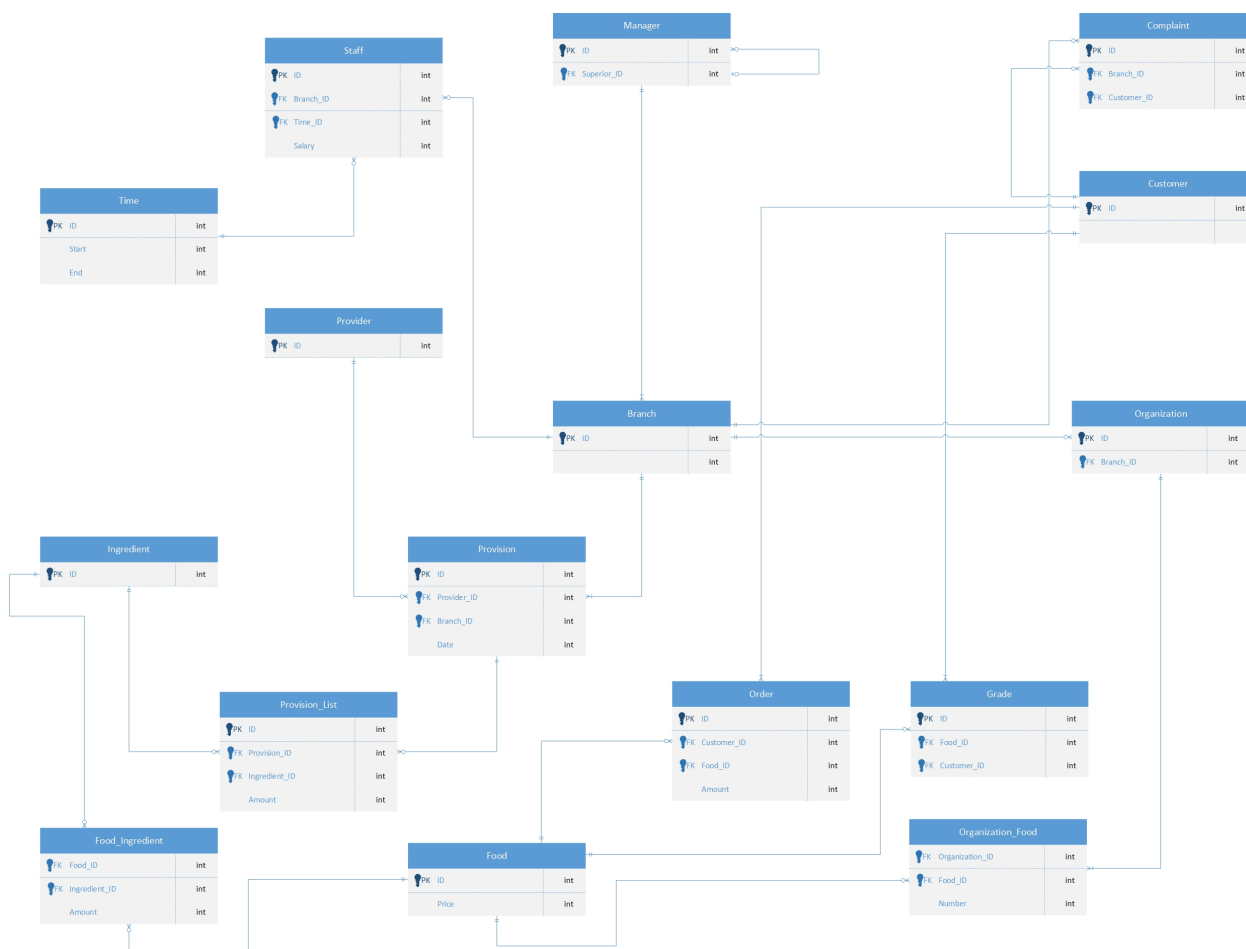 Manager
PK ID int
FK Superior_ID int
Complaint
PK ID int
FK Branch_ID int
FK Customer_ID int
Staff
PK ID int
FK Branch_ID int
FK Time_ID int
Salary int
Customer
PK ID int
Time
PK ID int
Start int
End int
Provider
PK ID int
Branch
PK ID int
int
Organization
PK ID int
FK Branch_ID int
Ingredient
PK ID int
Provision
PK ID int
FK Provider_ID int
FK Branch_ID int
Date int
Provision_List
PK ID int
FK Provision_ID int
FK Ingredient_ID int
Amount int
Order
PK ID int
FK Customer_ID int
FK Food_ID int
Amount int
Grade
PK ID int
FK Food_ID int
FK Customer_ID int
Food_Ingredient
FK Food_ID int
FK Ingredient_ID int
Amount int
Food
PK ID int
Price int
Organization_Food
FK Organization_ID int
FK Food_ID int
Number int